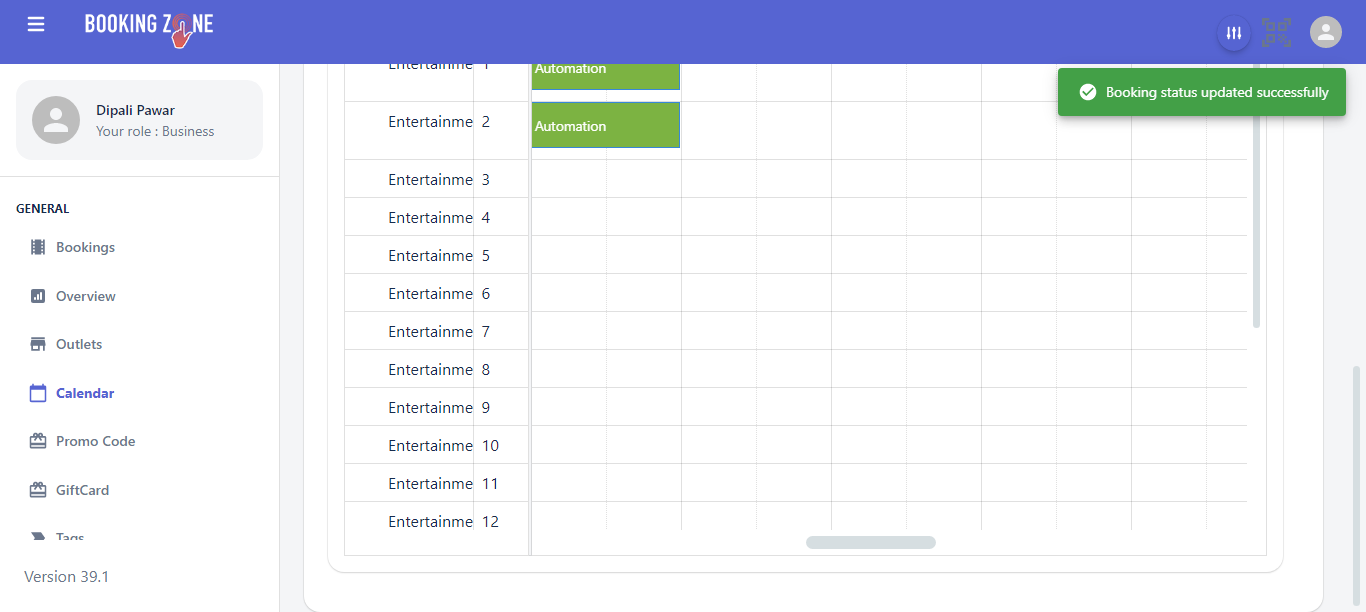 BOOKING ZONE
Booking status updated successfully
Dipali Pawar
Your role : Business
GENERAL
Bookings
Overview
Outlets
Calendar
Promo Code
GiftCard
Tags
Version 39.1
Entertainme 1 Automation
Entertainme 2 Automation
Entertainme 3
Entertainme 4
Entertainme 5
Entertainme 6
Entertainme 7
Entertainme 8
Entertainme 9
Entertainme 10
Entertainme 11
Entertainme 12